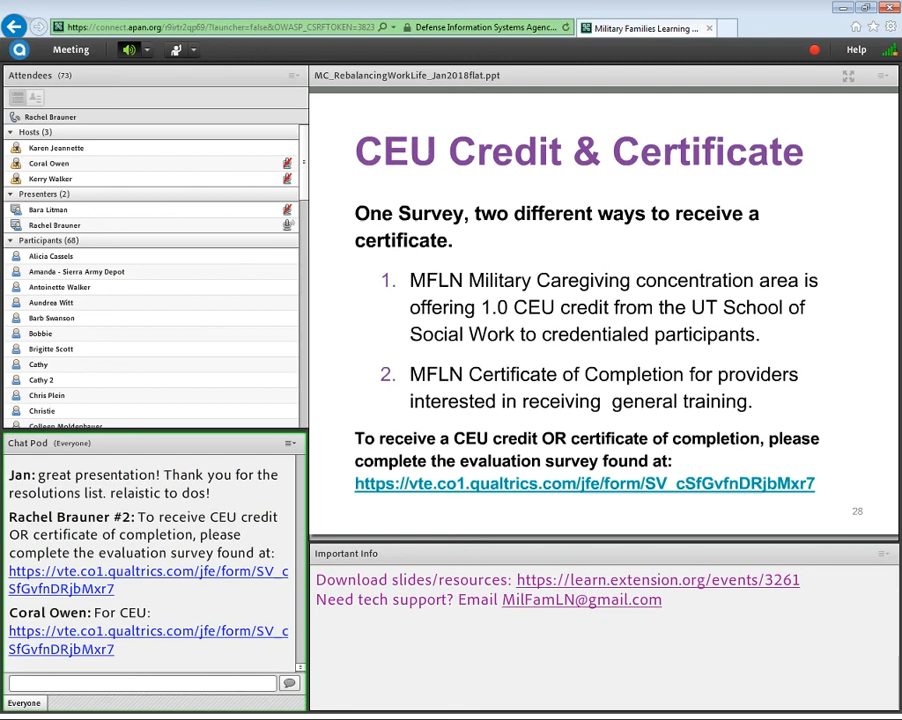 https://connect.apan.org/r9irtr2qp69/?launcher=false&OWASP_CSRFTOKEN=3823
Defense Information Systems Agenc...
Military Families Learning ...
Meeting
Help
Attendees (73)
Rachel Brauner
Hosts (3)
Karen Jeannette
Coral Owen
Kerry Walker
Presenters (2)
Bara Litman
Rachel Brauner
Participants (68)
Alicia Cassels
Amanda - Sierra Army Depot
Antoinette Walker
Aundrea Witt
Barb Swanson
Bobbie
Brigitte Scott
Cathy
Cathy 2
Chris Plein
Christie
Colleen Moldenhauer
Chat Pod (Everyone)
Jan: great presentation! Thank you for the
resolutions list. relaistic to dos!
Rachel Brauner #2: To receive CEU credit
OR certificate of completion, please
complete the evaluation survey found at:
https://vte.co1.qualtrics.com/jfe/form/SV_c
SfGvfnDRjbMxr7
Coral Owen: For CEU:
https://vte.co1.qualtrics.com/jfe/form/SV_c
SfGvfnDRjbMxr7
Everyone
MC_RebalancingWorkLife_Jan2018flat.ppt
CEU Credit & Certificate
One Survey, two different ways to receive a
certificate.
1. MFLN Military Caregiving concentration area is
offering 1.0 CEU credit from the UT School of
Social Work to credentialed participants.
2. MFLN Certificate of Completion for providers
interested in receiving general training.
To receive a CEU credit OR certificate of completion, please
complete the evaluation survey found at:
https://vte.co1.qualtrics.com/jfe/form/SV_cSfGvfnDRjbMxr7
28
Important Info
Download slides/resources: https://learn.extension.org/events/3261
Need tech support? Email MilFamLN@gmail.com